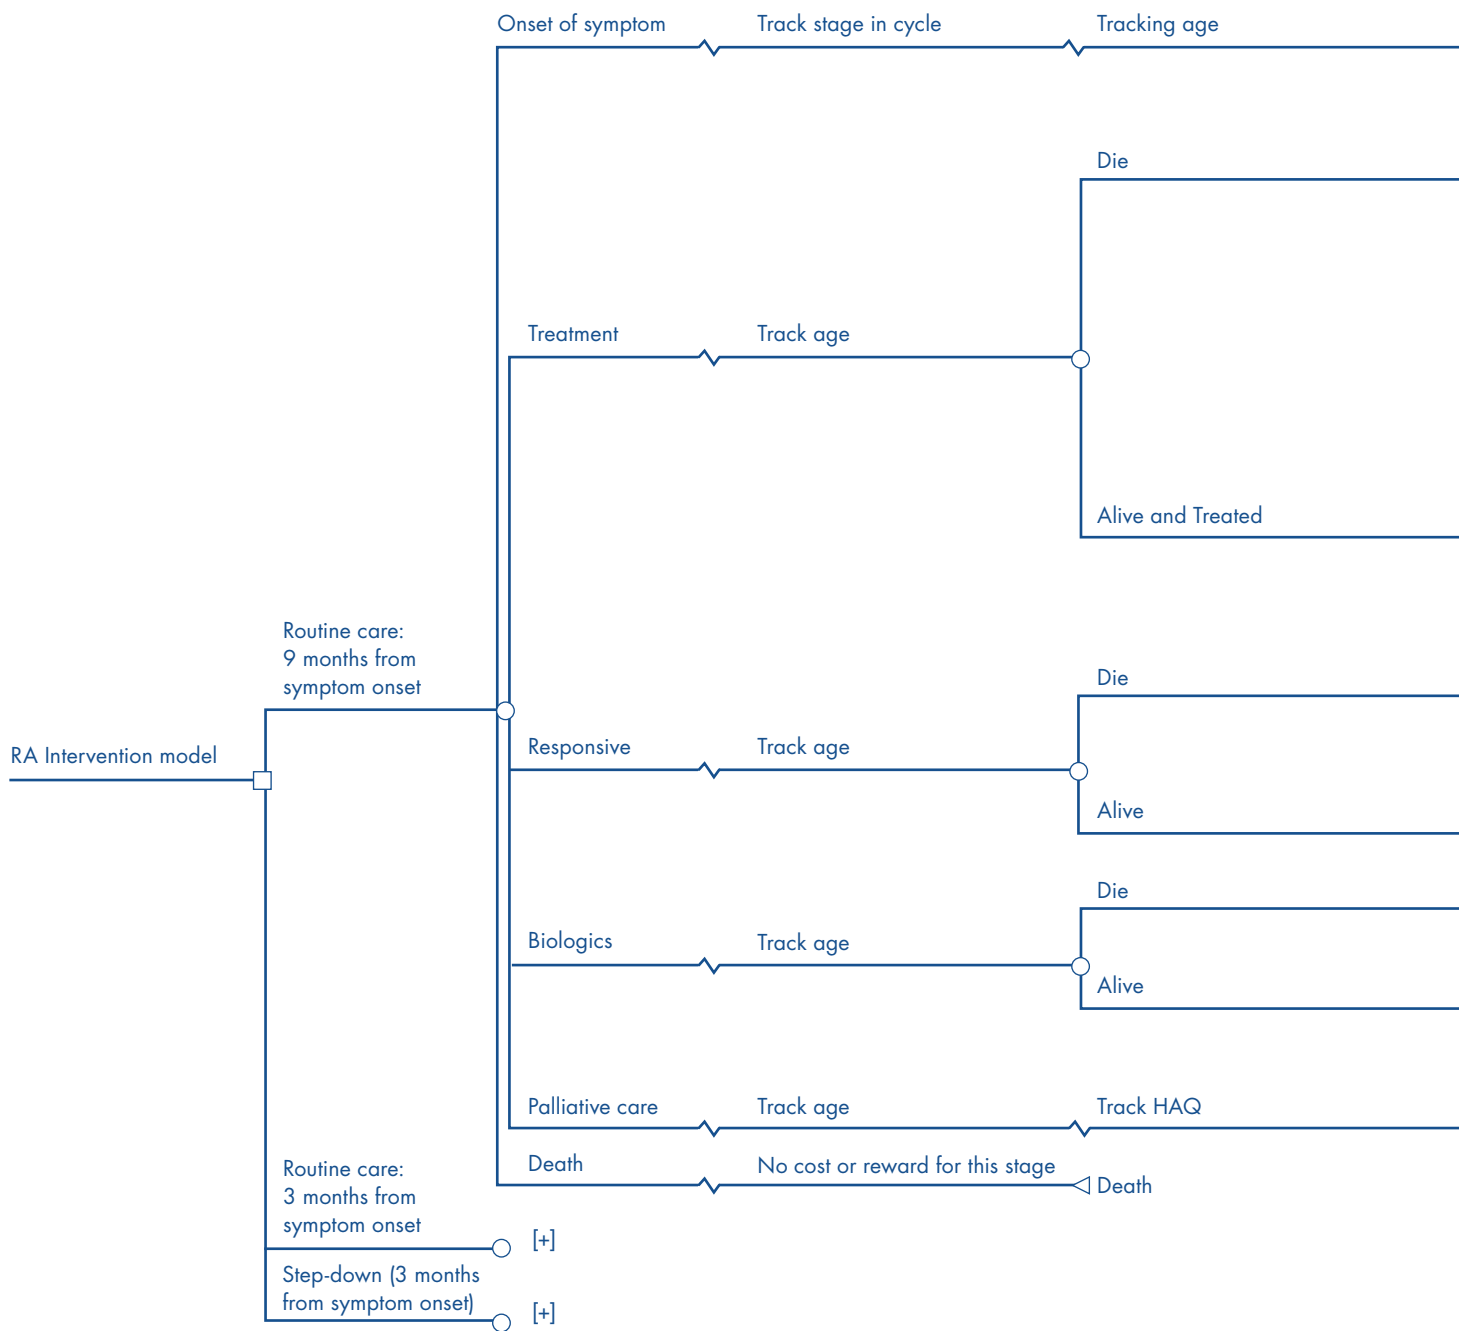 Onset of symptom
Track stage in cycle
Tracking age
Die
Treatment
Track age
Alive and Treated
Routine care:
9 months from
symptom onset
Die
RA Intervention model
Responsive
Track age
Alive
Die
Biologics
Track age
Alive
Palliative care
Track age
Track HAQ
Death
No cost or reward for this stage
Death
Routine care:
3 months from
symptom onset
[+]
Step-down (3 months
from symptom onset)
[+]